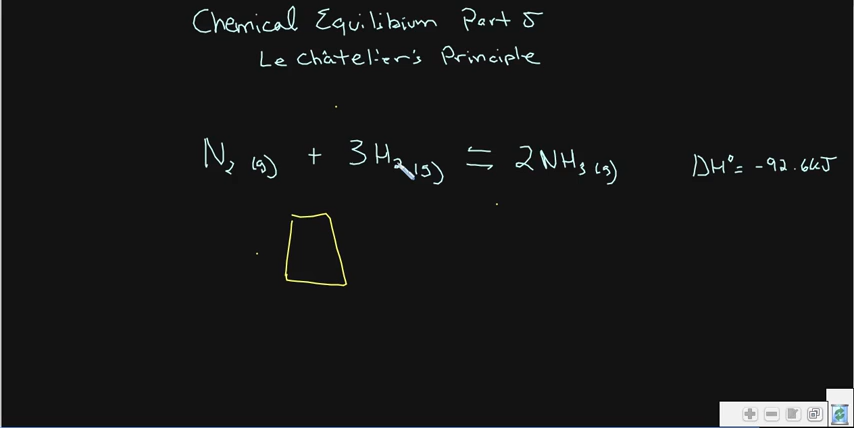 Chemical Equilibium Part 5
Le Châtelier's Principle
N₂ (g) + 3H₂ (g) ⇌ 2NH₃ (g) ΔH° = -92.6kJ